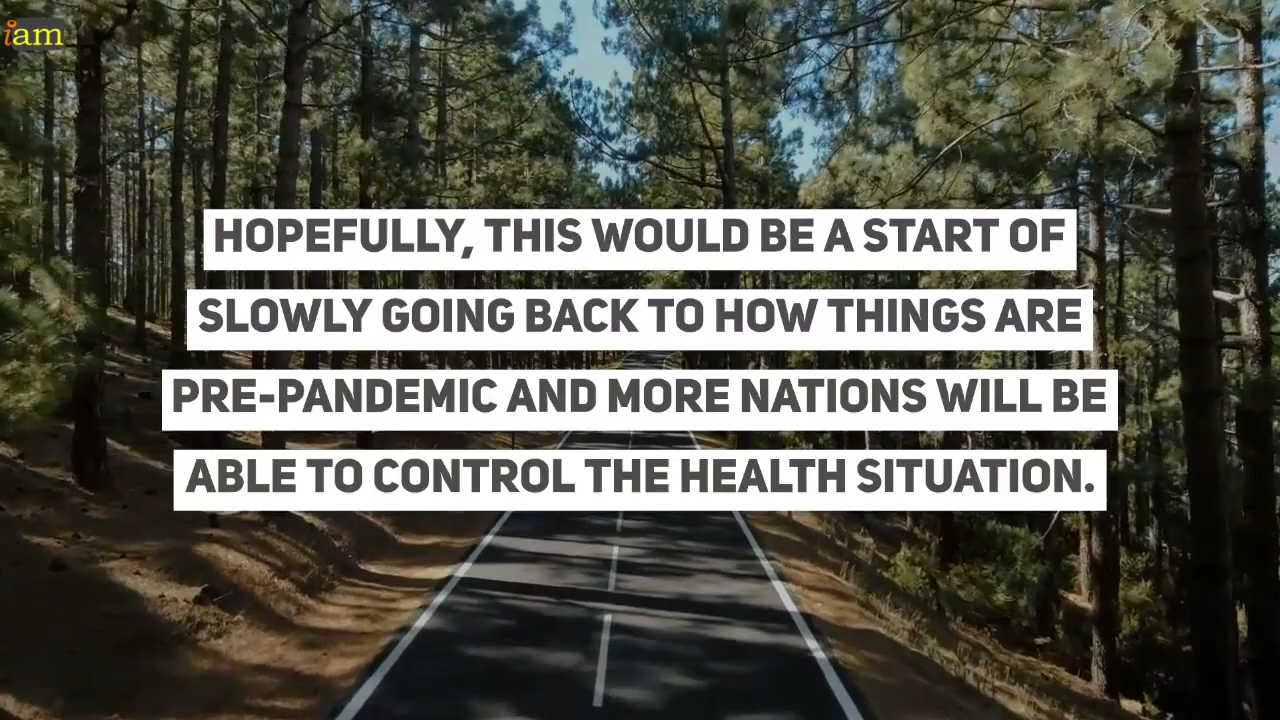 iam
HOPEFULLY, THIS WOULD BE A START OF
SLOWLY GOING BACK TO HOW THINGS ARE
PRE-PANDEMIC AND MORE NATIONS WILL BE
ABLE TO CONTROL THE HEALTH SITUATION.